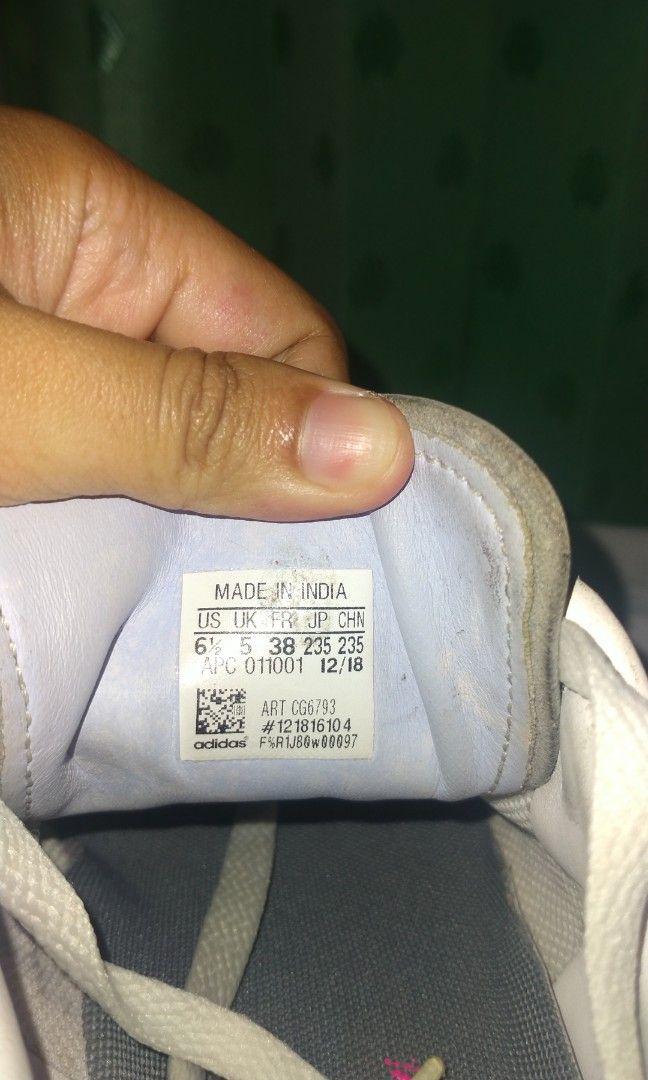 MADE IN INDIA
US UK FR JP CHN
6½ 5 38 235 235
APC 011001 12/18
ART CG6793
#121816104
adidas F%R1J80w00097